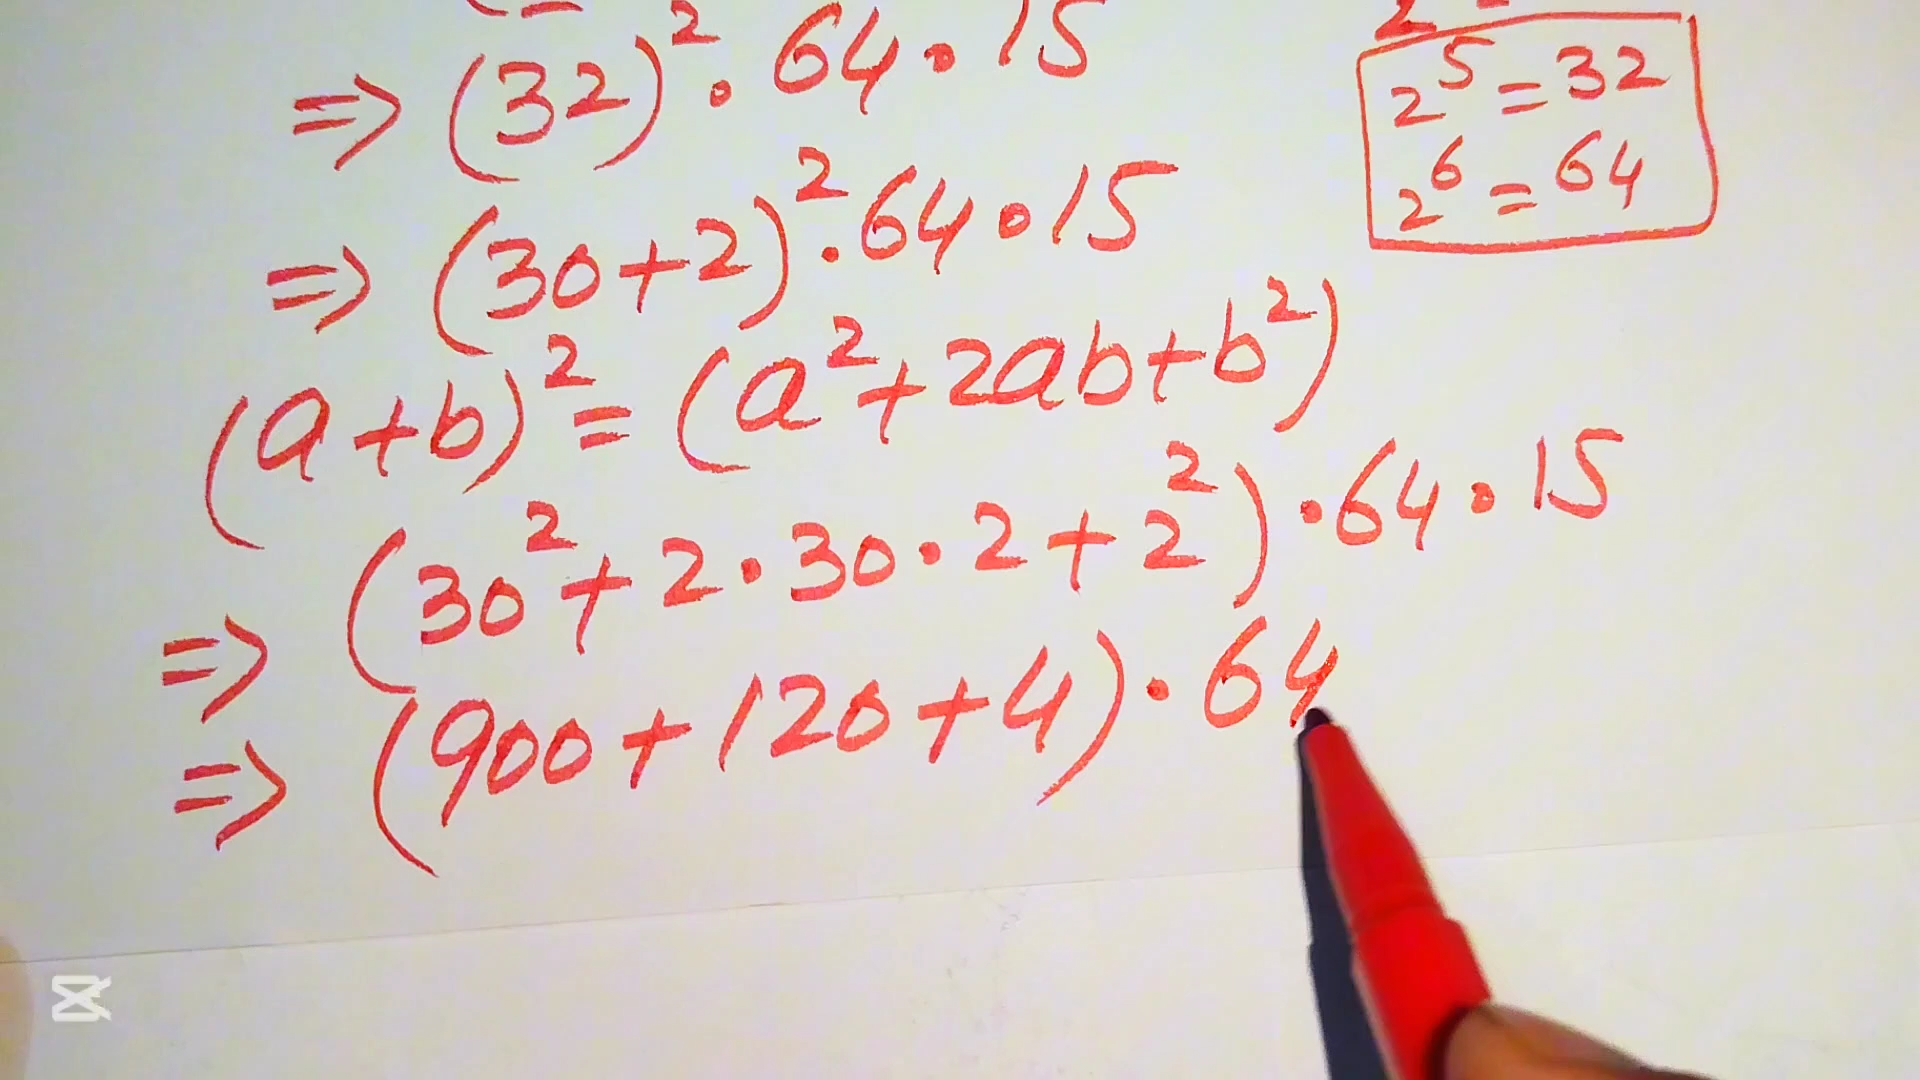 => (32)² · 64 · 15
2⁵ = 32
2⁶ = 64
=> (30+2)² · 64 · 15
(a+b)² = (a²+2ab+b²)
=> (30²+2·30·2+2²) · 64 · 15
=> (900+120+4) · 64